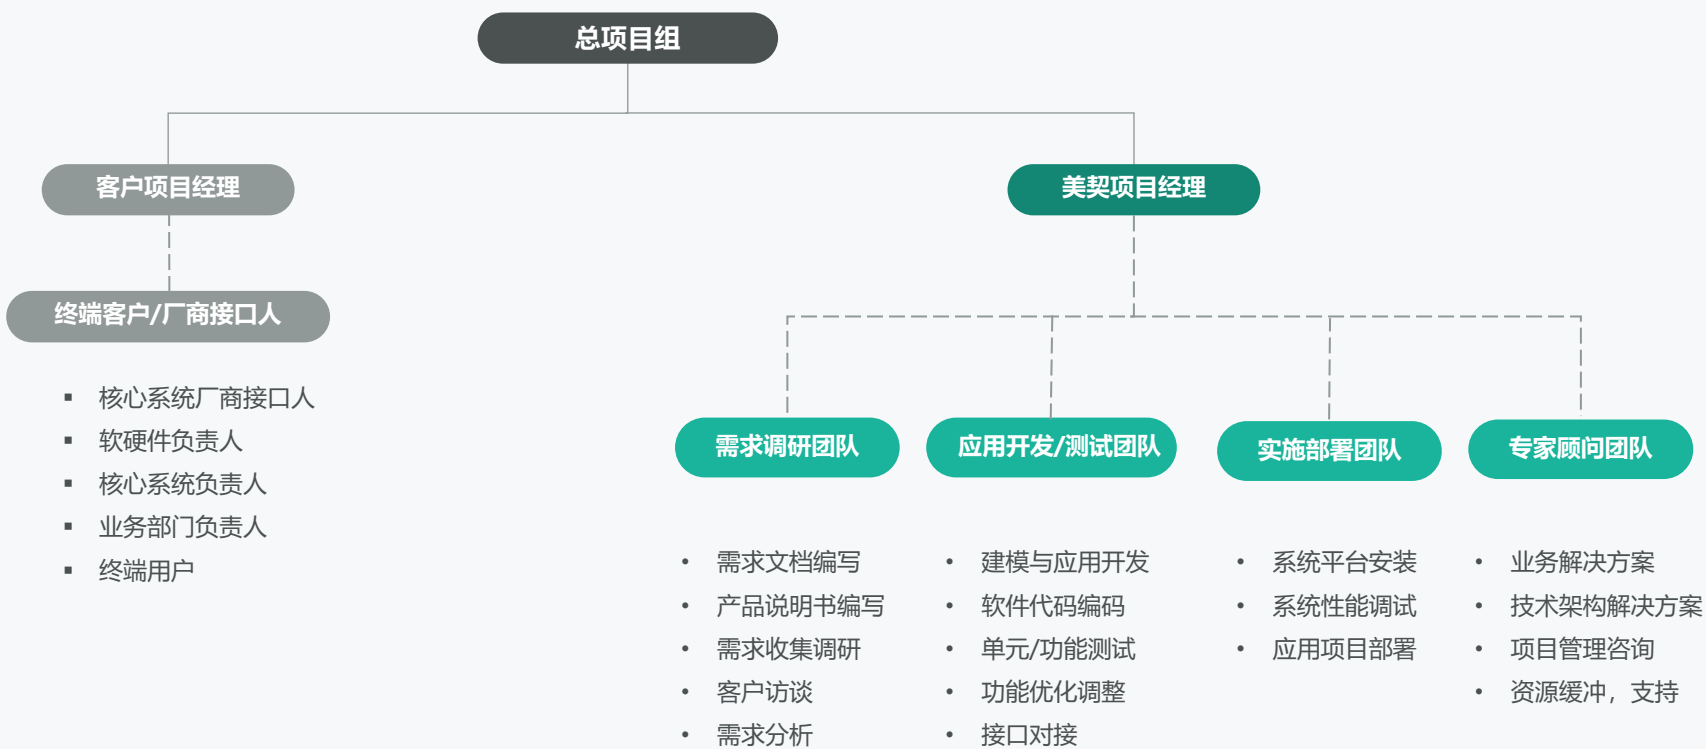 总项目组
客户项目经理
美契项目经理
终端客户/厂商接口人
▪ 核心系统厂商接口人
▪ 软硬件负责人
▪ 核心系统负责人
▪ 业务部门负责人
▪ 终端用户
需求调研团队
• 需求文档编写
• 产品说明书编写
• 需求收集调研
• 客户访谈
• 需求分析
应用开发/测试团队
• 建模与应用开发
• 软件代码编码
• 单元/功能测试
• 功能优化调整
• 接口对接
实施部署团队
• 系统平台安装
• 系统性能调试
• 应用项目部署
专家顾问团队
• 业务解决方案
• 技术架构解决方案
• 项目管理咨询
• 资源缓冲，支持